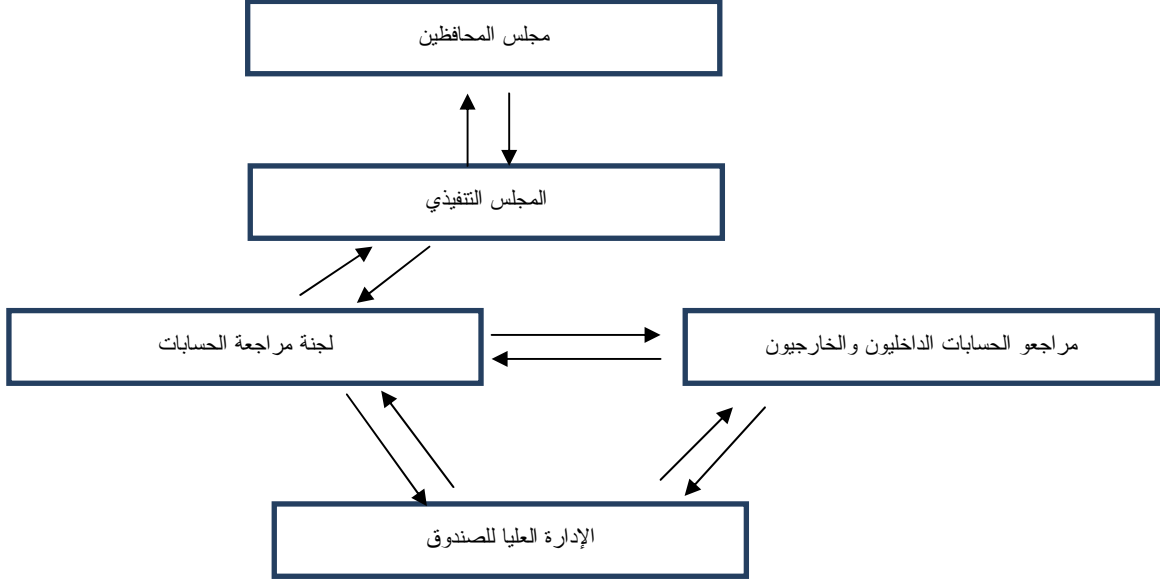 مجلس المحافظين
المجلس التنفيذي
مراجعو الحسابات الداخليون والخارجيون
لجنة مراجعة الحسابات
الإدارة العليا للصندوق